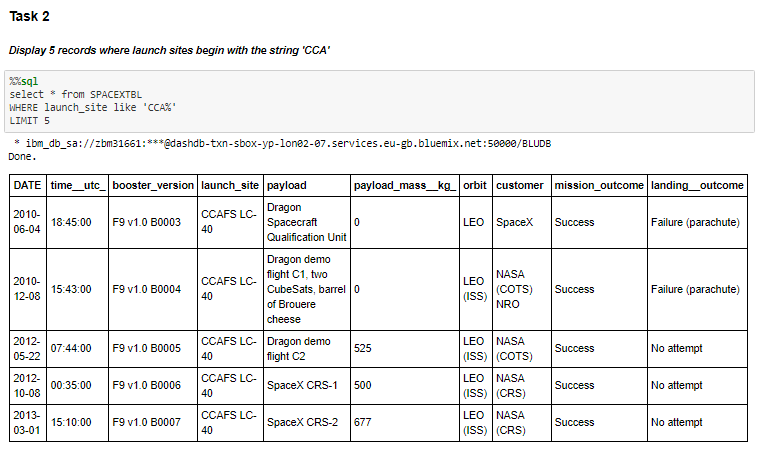 Task 2
Display 5 records where launch sites begin with the string 'CCA'
%%sql
select * from SPACEXTBL
WHERE launch_site like 'CCA%'
LIMIT 5
* ibm_db_sa://zbm31661:***@dashdb-txn-sbox-yp-lon02-07.services.eu-gb.bluemix.net:50000/BLUDB
Done.
DATE time__utc_ booster_version launch_site payload payload_mass__kg_ orbit customer mission_outcome landing__outcome
2010-06-04 18:45:00 F9 v1.0 B0003 CCAFS LC-40 Dragon Spacecraft Qualification Unit 0 LEO SpaceX Success Failure (parachute)
2010-12-08 15:43:00 F9 v1.0 B0004 CCAFS LC-40 Dragon demo flight C1, two CubeSats, barrel of Brouere cheese 0 LEO (ISS) NASA (COTS) NRO Success Failure (parachute)
2012-05-22 07:44:00 F9 v1.0 B0005 CCAFS LC-40 Dragon demo flight C2 525 LEO (ISS) NASA (COTS) Success No attempt
2012-10-08 00:35:00 F9 v1.0 B0006 CCAFS LC-40 SpaceX CRS-1 500 LEO (ISS) NASA (CRS) Success No attempt
2013-03-01 15:10:00 F9 v1.0 B0007 CCAFS LC-40 SpaceX CRS-2 677 LEO (ISS) NASA (CRS) Success No attempt